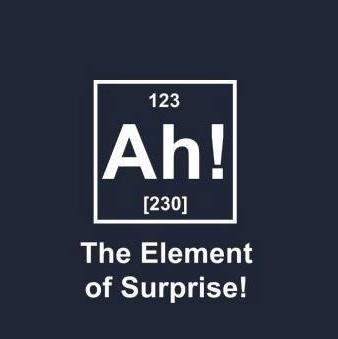 123
Ah!
[230]
The Element
of Surprise!